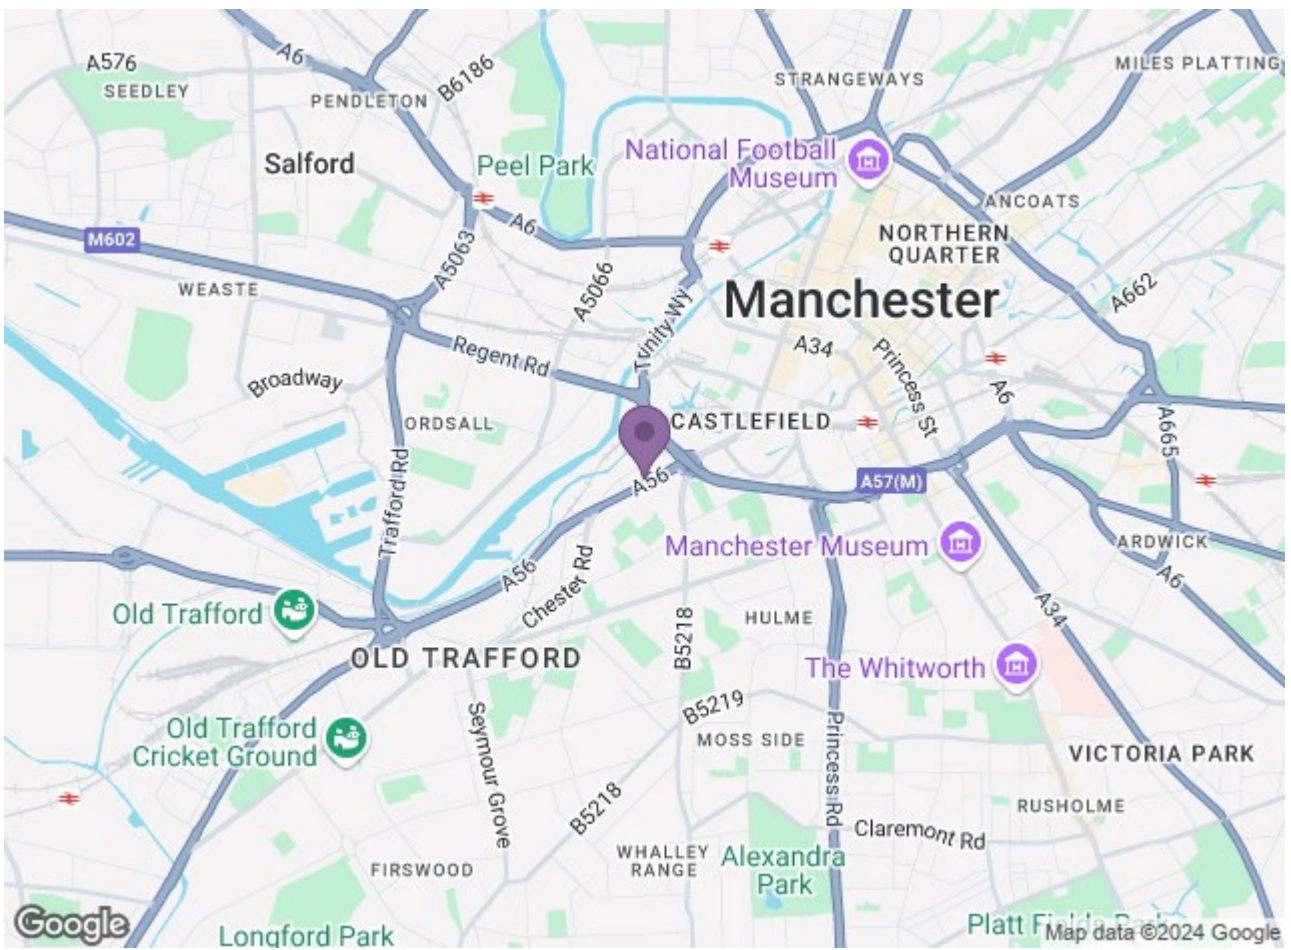 A6
A576
SEEDLEY
PENDLETON
B6186
STRANGEWAYS
MILES PLATTING
Salford
Peel Park
National Football
Museum
ANCOATS
A6
NORTHERN
QUARTER
M602
A5063
WEASTE
A5066
Trinity Wy
Manchester
A662
Regent Rd
A34
Princess St
Broadway
A6
ORDSALL
CASTLEFIELD
A665
Trafford Rd
A56
A57(M)
Manchester Museum
ARDWICK
A56
Chester Rd
A6
Old Trafford
B5218
HULME
A34
OLD TRAFFORD
The Whitworth
B5219
Old Trafford
Cricket Ground
Seymour Grove
MOSS SIDE
Princess Rd
VICTORIA PARK
B5218
RUSHOLME
Claremont Rd
FIRSWOOD
WHALLEY
RANGE
Alexandra
Park
Google
Longford Park
Platt Fields Park
Map data ©2024 Google